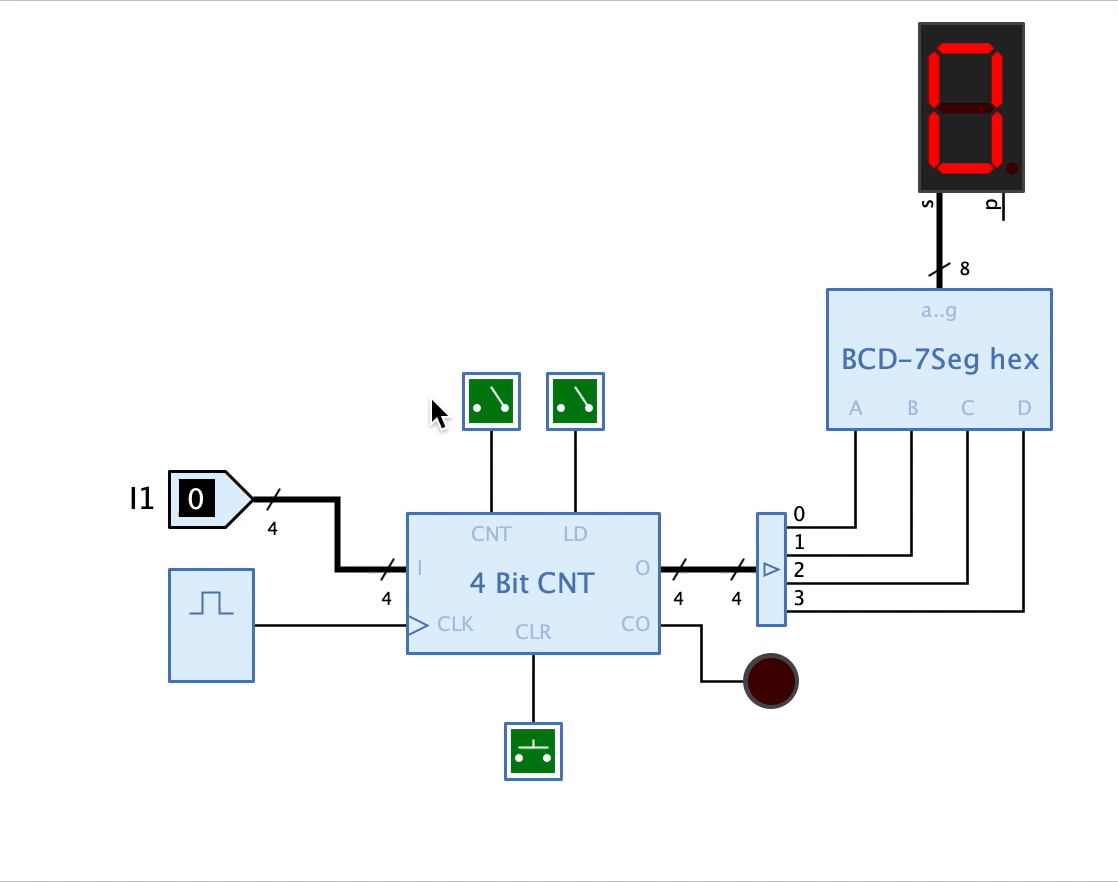 s p
8
a..g
BCD-7Seg hex
A B C D
I1 0
4
CNT LD
I O
4 Bit CNT
4
4
4
CLK CLR CO
0
1
2
3